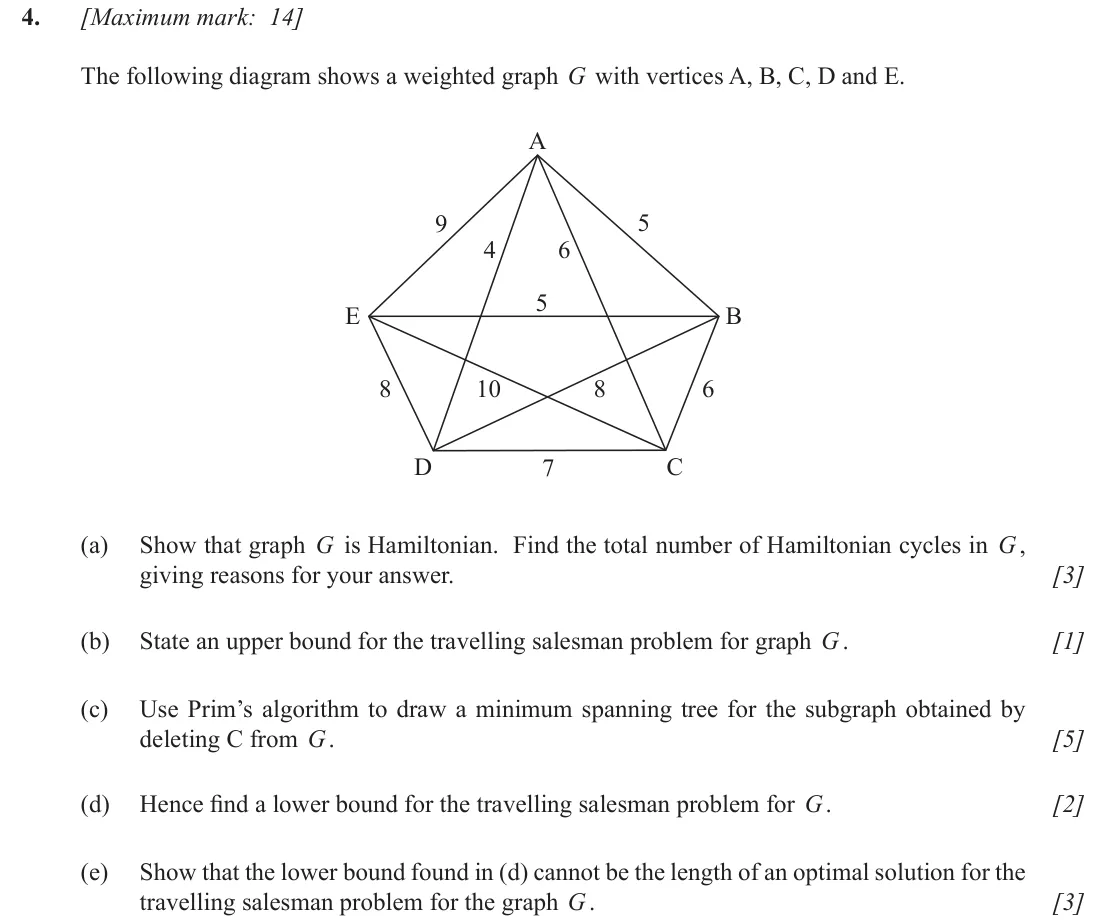 4. [Maximum mark: 14]
The following diagram shows a weighted graph G with vertices A, B, C, D and E.
A
9
5
4
6
5
E
B
8
10
8
6
D
7
C
(a) Show that graph G is Hamiltonian. Find the total number of Hamiltonian cycles in G,
giving reasons for your answer. [3]
(b) State an upper bound for the travelling salesman problem for graph G. [1]
(c) Use Prim’s algorithm to draw a minimum spanning tree for the subgraph obtained by
deleting C from G. [5]
(d) Hence find a lower bound for the travelling salesman problem for G. [2]
(e) Show that the lower bound found in (d) cannot be the length of an optimal solution for the
travelling salesman problem for the graph G. [3]